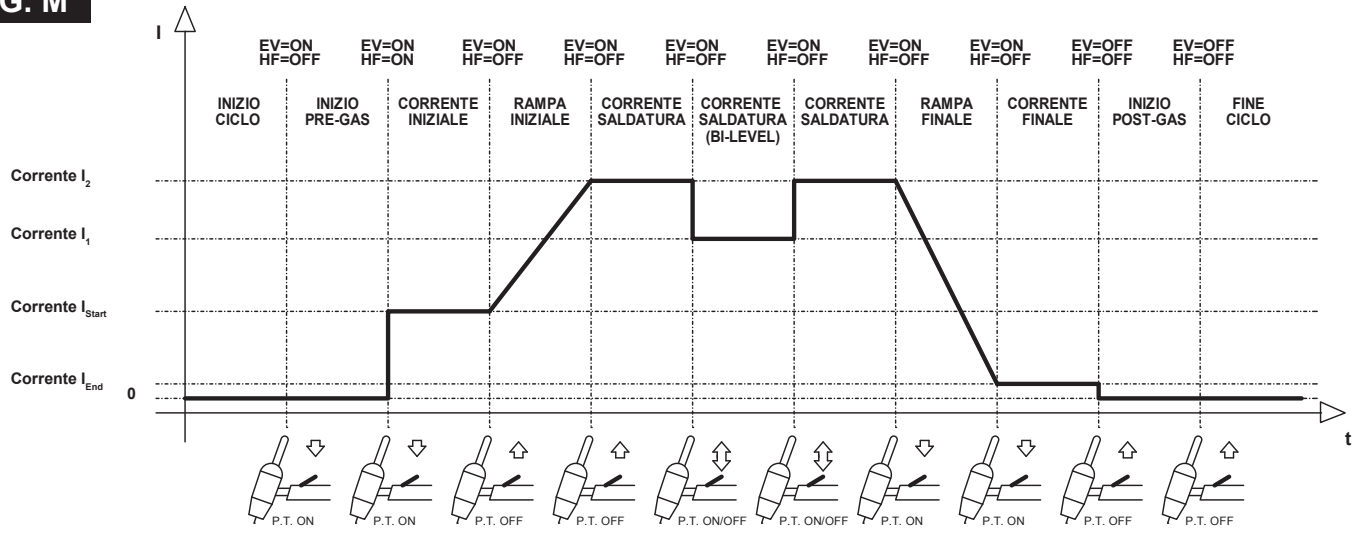 G. M
I
EV=ON EV=ON EV=ON EV=ON EV=ON EV=ON EV=ON EV=ON EV=OFF EV=OFF
HF=OFF HF=ON HF=OFF HF=OFF HF=OFF HF=OFF HF=OFF HF=OFF HF=OFF HF=OFF
INIZIO INIZIO CORRENTE RAMPA CORRENTE CORRENTE CORRENTE RAMPA CORRENTE INIZIO FINE
CICLO PRE-GAS INIZIALE INIZIALE SALDATURA SALDATURA SALDATURA FINALE FINALE POST-GAS CICLO
(BI-LEVEL)
Corrente I2
Corrente I1
Corrente IStart
Corrente IEnd
0
t
P.T. ON P.T. ON P.T. OFF P.T. OFF P.T. ON/OFF P.T. ON/OFF P.T. ON P.T. ON P.T. OFF P.T. OFF